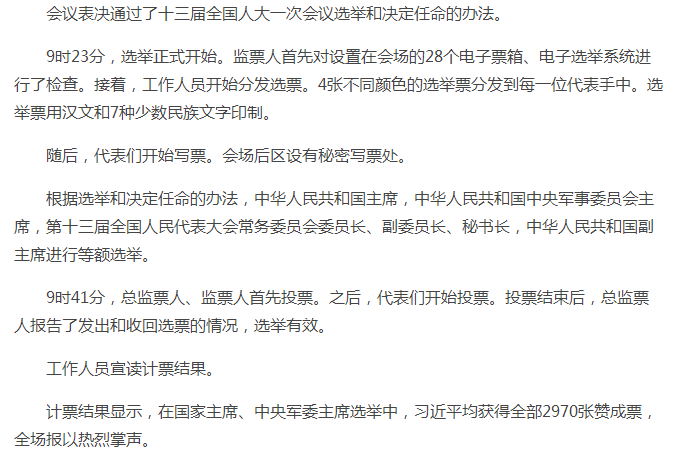 会议表决通过了十三届全国人大一次会议选举和决定任命的办法。
9时23分，选举正式开始。监票人首先对设置在会场的28个电子票箱、电子选举系统进
行了检查。接着，工作人员开始分发选票。4张不同颜色的选举票分发到每一位代表手中。选
举票用汉文和7种少数民族文字印制。
随后，代表们开始写票。会场后区设有秘密写票处。
根据选举和决定任命的办法，中华人民共和国主席，中华人民共和国中央军事委员会主
席，第十三届全国人民代表大会常务委员会委员长、副委员长、秘书长，中华人民共和国副
主席进行等额选举。
9时41分，总监票人、监票人首先投票。之后，代表们开始投票。投票结束后，总监票
人报告了发出和收回选票的情况，选举有效。
工作人员宣读计票结果。
计票结果显示，在国家主席、中央军委主席选举中，习近平均获得全部2970张赞成票，
全场报以热烈掌声。